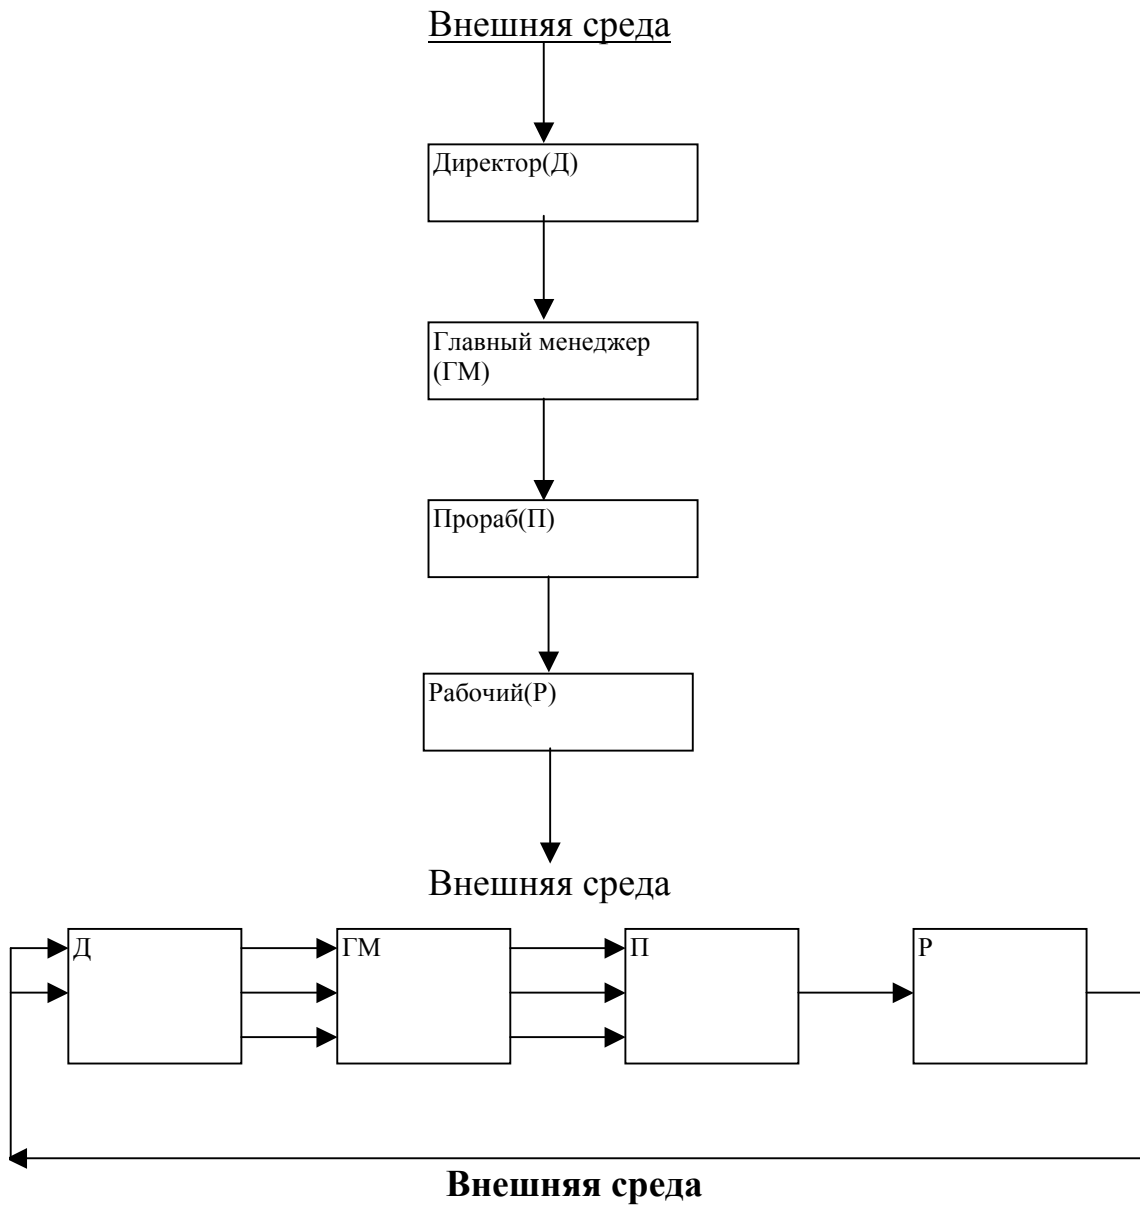 Внешняя среда
Директор(Д)
Главный менеджер
(ГМ)
Прораб(П)
Рабочий(Р)
Внешняя среда
Д
ГМ
П
Р
Внешняя среда